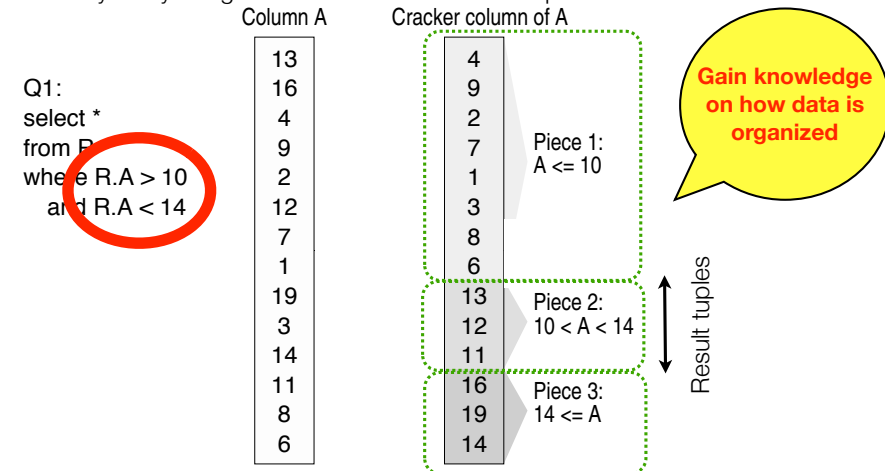 Column A
Cracker column of A
Q1:
select *
from R
where R.A > 10
and R.A < 14
13
16
4
9
2
12
7
1
19
3
14
11
8
6
4
9
2
7
1
3
8
6
13
12
11
16
19
14
Piece 1:
A <= 10
Piece 2:
10 < A < 14
Piece 3:
14 <= A
Result tuples
Gain knowledge
on how data is
organized